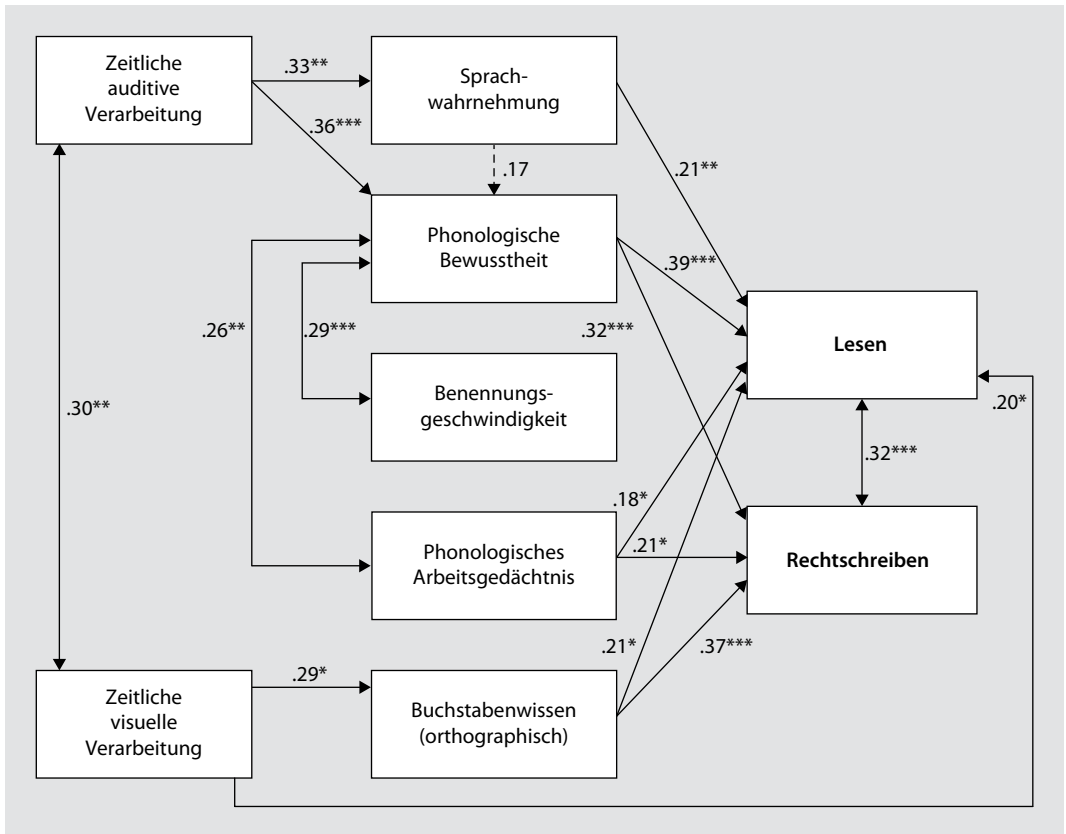 Zeitliche
auditive
Verarbeitung
.33**
Sprach-
wahrnehmung
.36***
.17
.21**
Phonologische
Bewusstheit
.39***
.26**
.29***
.32***
Lesen
Benennungs-
geschwindigkeit
.30**
.20*
.32***
.18*
Phonologisches
Arbeitsgedächtnis
.21*
Rechtschreiben
.21*
.37***
Zeitliche
visuelle
Verarbeitung
.29*
Buchstabenwissen
(orthographisch)